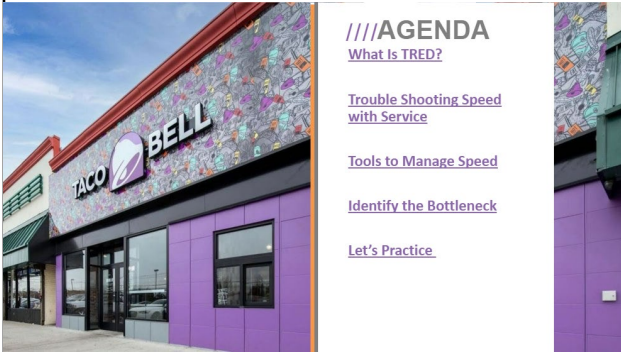 TACO BELL
////AGENDA
What Is TRED?
Trouble Shooting Speed
with Service
Tools to Manage Speed
Identify the Bottleneck
Let's Practice